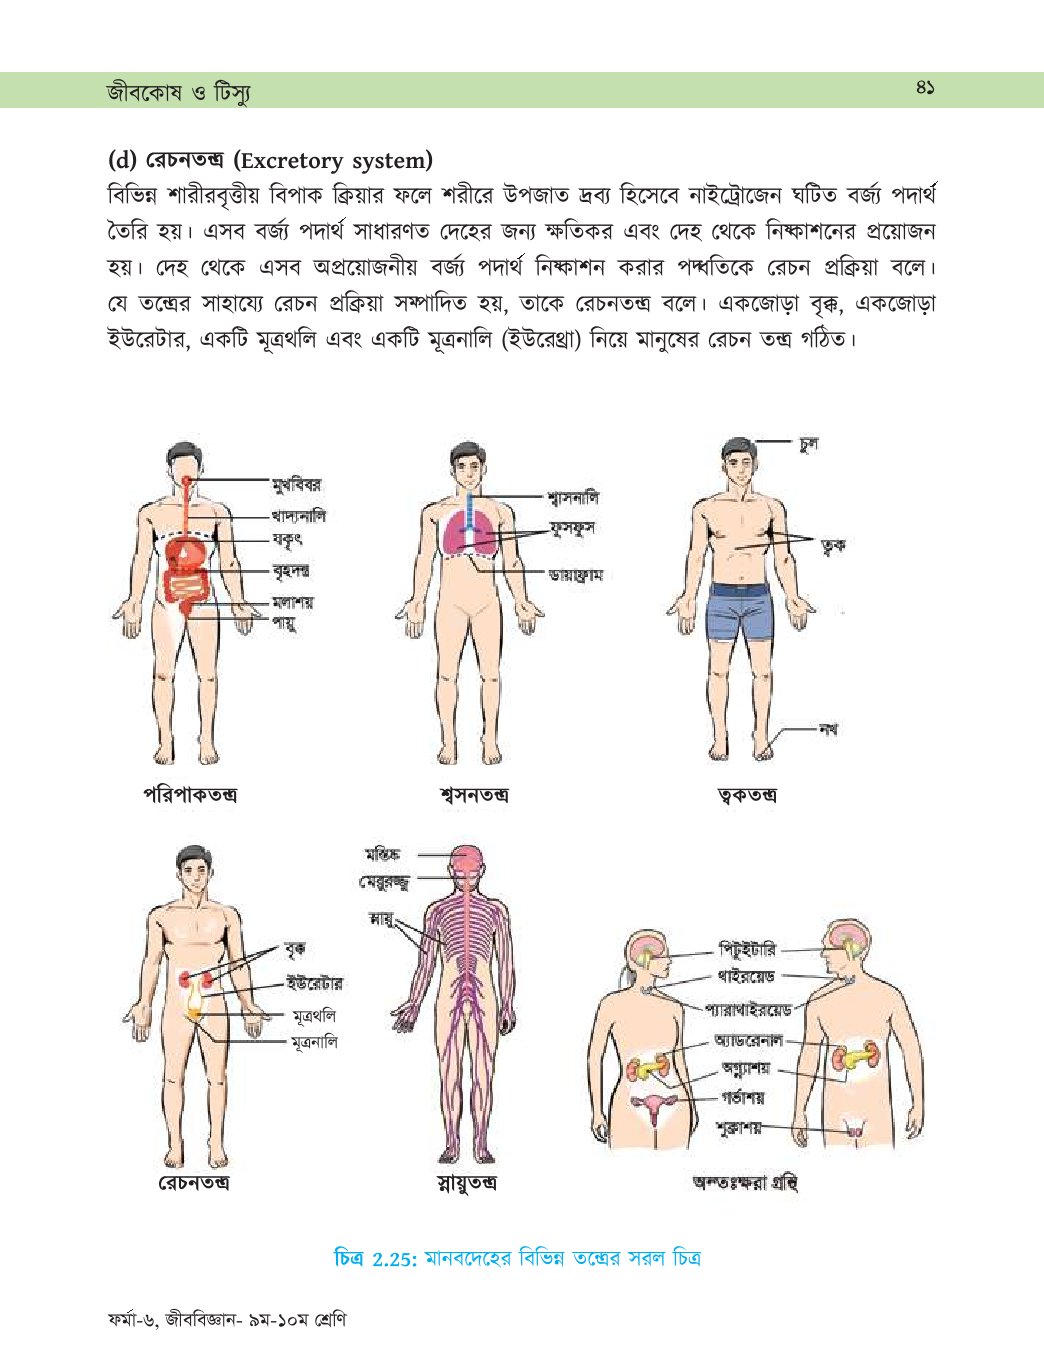 জীবকোষ ও টিস্যু
৪১
(d) রেচনতন্ত্র (Excretory system)
বিভিন্ন শারীরবৃত্তীয় বিপাক ক্রিয়ার ফলে শরীরে উপজাত দ্রব্য হিসেবে নাইট্রোজেন ঘটিত বর্জ্য পদার্থ
তৈরি হয়। এসব বর্জ্য পদার্থ সাধারণত দেহের জন্য ক্ষতিকর এবং দেহ থেকে নিষ্কাশনের প্রয়োজন
হয়। দেহ থেকে এসব অপ্রয়োজনীয় বর্জ্য পদার্থ নিষ্কাশন করার পদ্ধতিকে রেচন প্রক্রিয়া বলে।
যে তন্ত্রের সাহায্যে রেচন প্রক্রিয়া সম্পাদিত হয়, তাকে রেচনতন্ত্র বলে। একজোড়া বৃক্ক, একজোড়া
ইউরেটার, একটি মূত্রথলি এবং একটি মূত্রনালি (ইউরেথ্রা) নিয়ে মানুষের রেচন তন্ত্র গঠিত।
মুখবিবর
খাদ্যনালি
যকৃৎ
বৃহদন্ত্র
মলাশয়
পায়ু
পরিপাকতন্ত্র
শ্বাসনালি
ফুসফুস
ডায়াফ্রাম
শ্বসনতন্ত্র
চুল
ত্বক
নখ
ত্বকতন্ত্র
বৃক্ক
ইউরেটার
মূত্রথলি
মূত্রনালি
রেচনতন্ত্র
মস্তিষ্ক
মেরুরজ্জু
স্নায়ু
স্নায়ুতন্ত্র
পিটুইটারি
থাইরয়েড
প্যারাথাইরয়েড
অ্যাডরেনাল
অগ্ন্যাশয়
গর্ভাশয়
শুক্রাশয়
অন্তঃক্ষরা গ্রন্থি
চিত্র 2.25: মানবদেহের বিভিন্ন তন্ত্রের সরল চিত্র
ফর্মা-৬, জীববিজ্ঞান- ৯ম-১০ম শ্রেণি